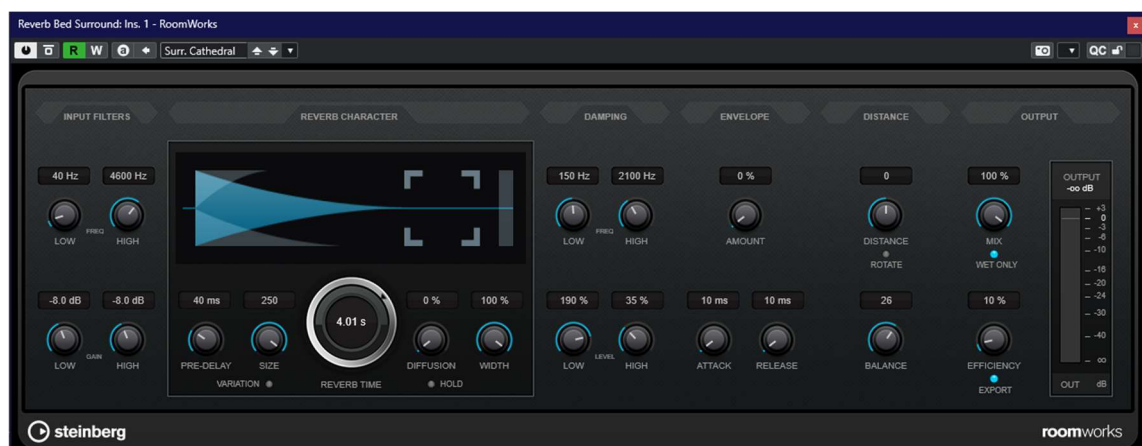 Reverb Bed Surround: Ins. 1 - RoomWorks
x
R W a Surr. Cathedral QC
INPUT FILTERS REVERB CHARACTER DAMPING ENVELOPE DISTANCE OUTPUT
40 Hz 4600 Hz 150 Hz 2100 Hz 0 % 0 100 % OUTPUT
-oo dB
+3
0
-3
-6
-10
-16
-20
-24
-30
-40
oo
OUT dB
LOW FREQ HIGH LOW FREQ HIGH AMOUNT DISTANCE MIX
ROTATE WET ONLY
-8.0 dB -8.0 dB 40 ms 250 4.01 s 0 % 100 % 190 % 35 % 10 ms 10 ms 26 10 %
LOW GAIN HIGH PRE-DELAY SIZE DIFFUSION WIDTH LOW LEVEL HIGH ATTACK RELEASE BALANCE EFFICIENCY
VARIATION REVERB TIME HOLD EXPORT
steinberg roomworks